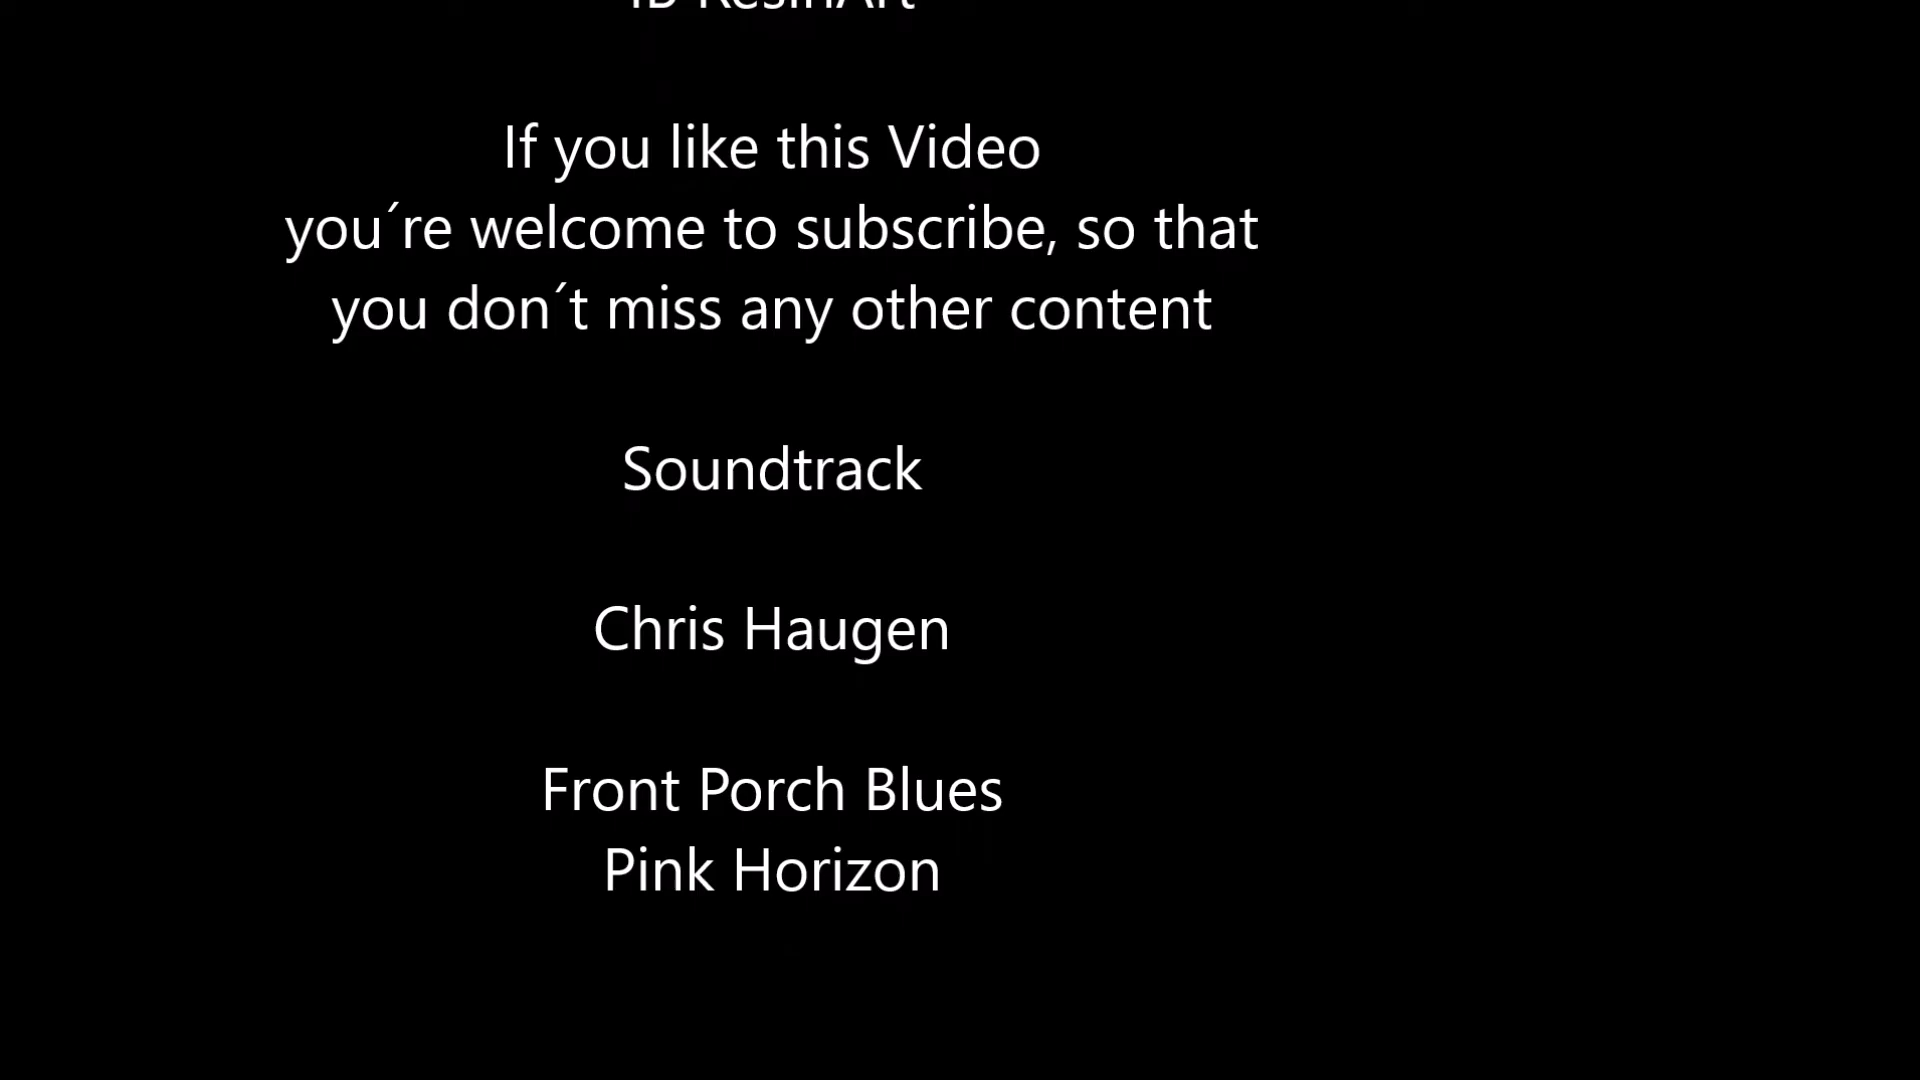 ResinArt
If you like this Video
you´re welcome to subscribe, so that
you don´t miss any other content
Soundtrack
Chris Haugen
Front Porch Blues
Pink Horizon